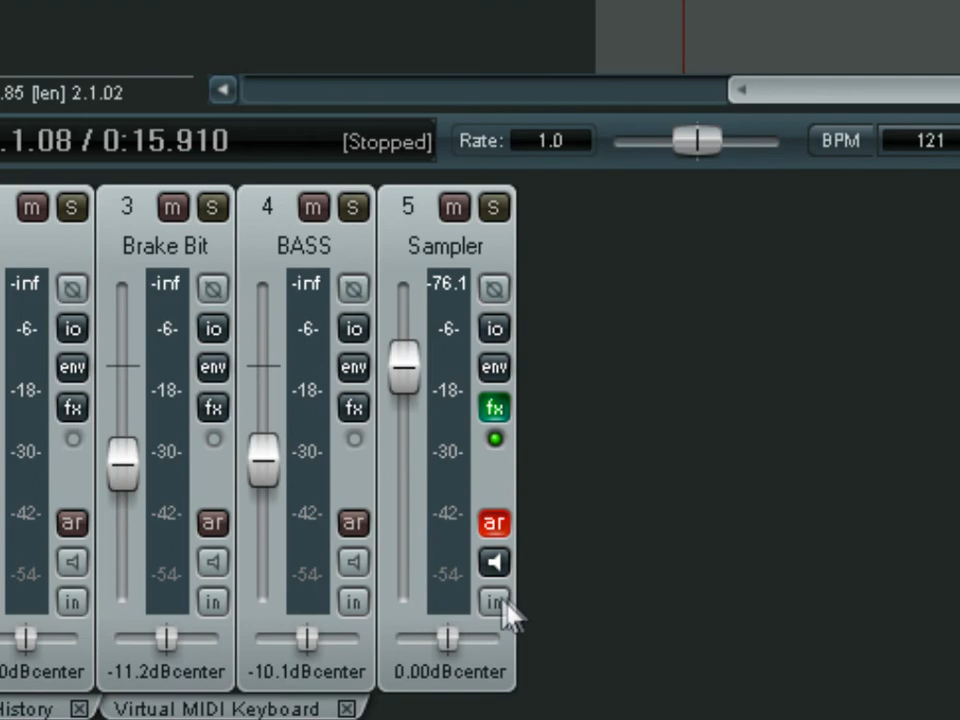 .85 [len] 2.1.02
.1.08 / 0:15.910 [Stopped] Rate: 1.0 BPM 121
m S 3 m S 4 m S 5 m S
Brake Bit BASS Sampler
-inf -inf -inf -76.1
-6- io -6- io -6- io -6- io
env env env env
-18- -18- -18- -18-
fx fx fx fx
-30- -30- -30- -30-
-42- ar -42- ar -42- ar -42- ar
-54- -54- -54- -54-
in in in in
0dBcenter -11.2dBcenter -10.1dBcenter 0.00dBcenter
History Virtual MIDI Keyboard